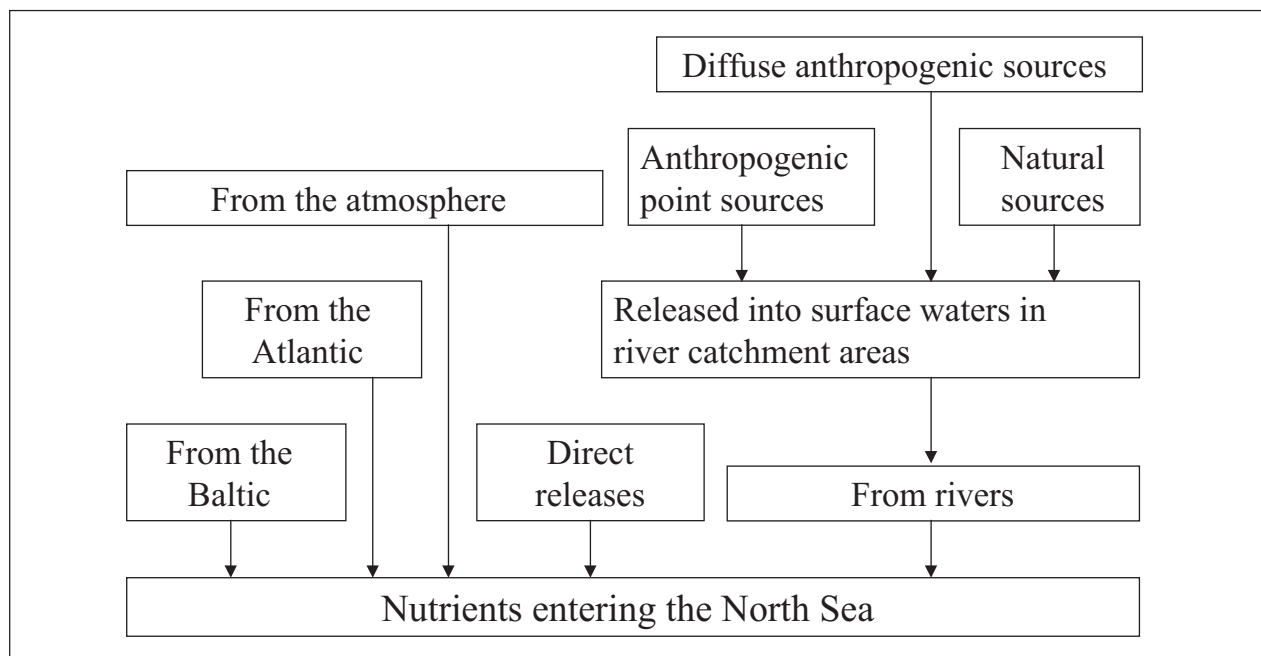 Diffuse anthropogenic sources
Anthropogenic
point sources
Natural
sources
From the atmosphere
From the
Atlantic
Released into surface waters in
river catchment areas
From the
Baltic
Direct
releases
From rivers
Nutrients entering the North Sea